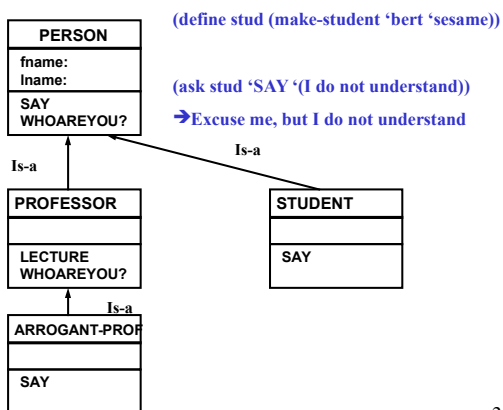 (define stud (make-student ‘bert ‘sesame))
PERSON
fname:
lname:
SAY
WHOAREYOU?
(ask stud ‘SAY ‘(I do not understand))
➔Excuse me, but I do not understand
Is-a
Is-a
PROFESSOR
LECTURE
WHOAREYOU?
STUDENT
SAY
Is-a
ARROGANT-PROF
SAY